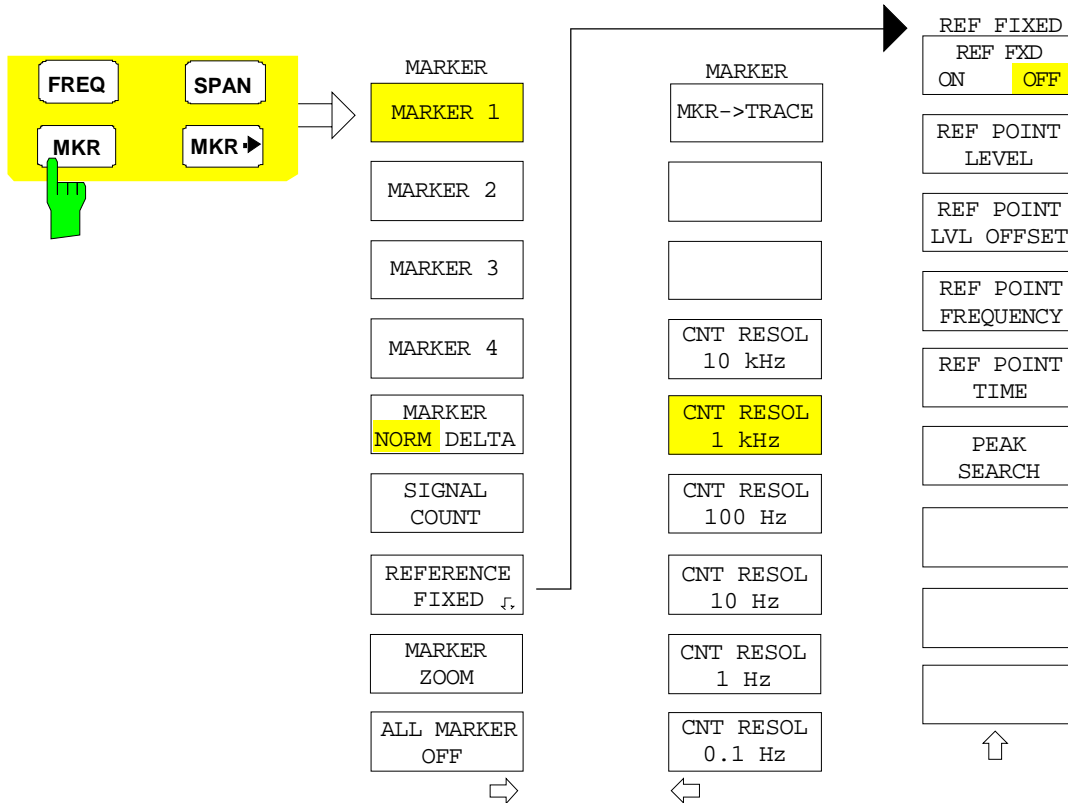 FREQ
SPAN
MKR
MKR
MARKER
MARKER 1
MARKER 2
MARKER 3
MARKER 4
MARKER
NORM DELTA
SIGNAL
COUNT
REFERENCE
FIXED
MARKER
ZOOM
ALL MARKER
OFF
MARKER
MKR->TRACE
CNT RESOL
10 kHz
CNT RESOL
1 kHz
CNT RESOL
100 Hz
CNT RESOL
10 Hz
CNT RESOL
1 Hz
CNT RESOL
0.1 Hz
REF FIXED
REF FXD
ON OFF
REF POINT
LEVEL
REF POINT
LVL OFFSET
REF POINT
FREQUENCY
REF POINT
TIME
PEAK
SEARCH